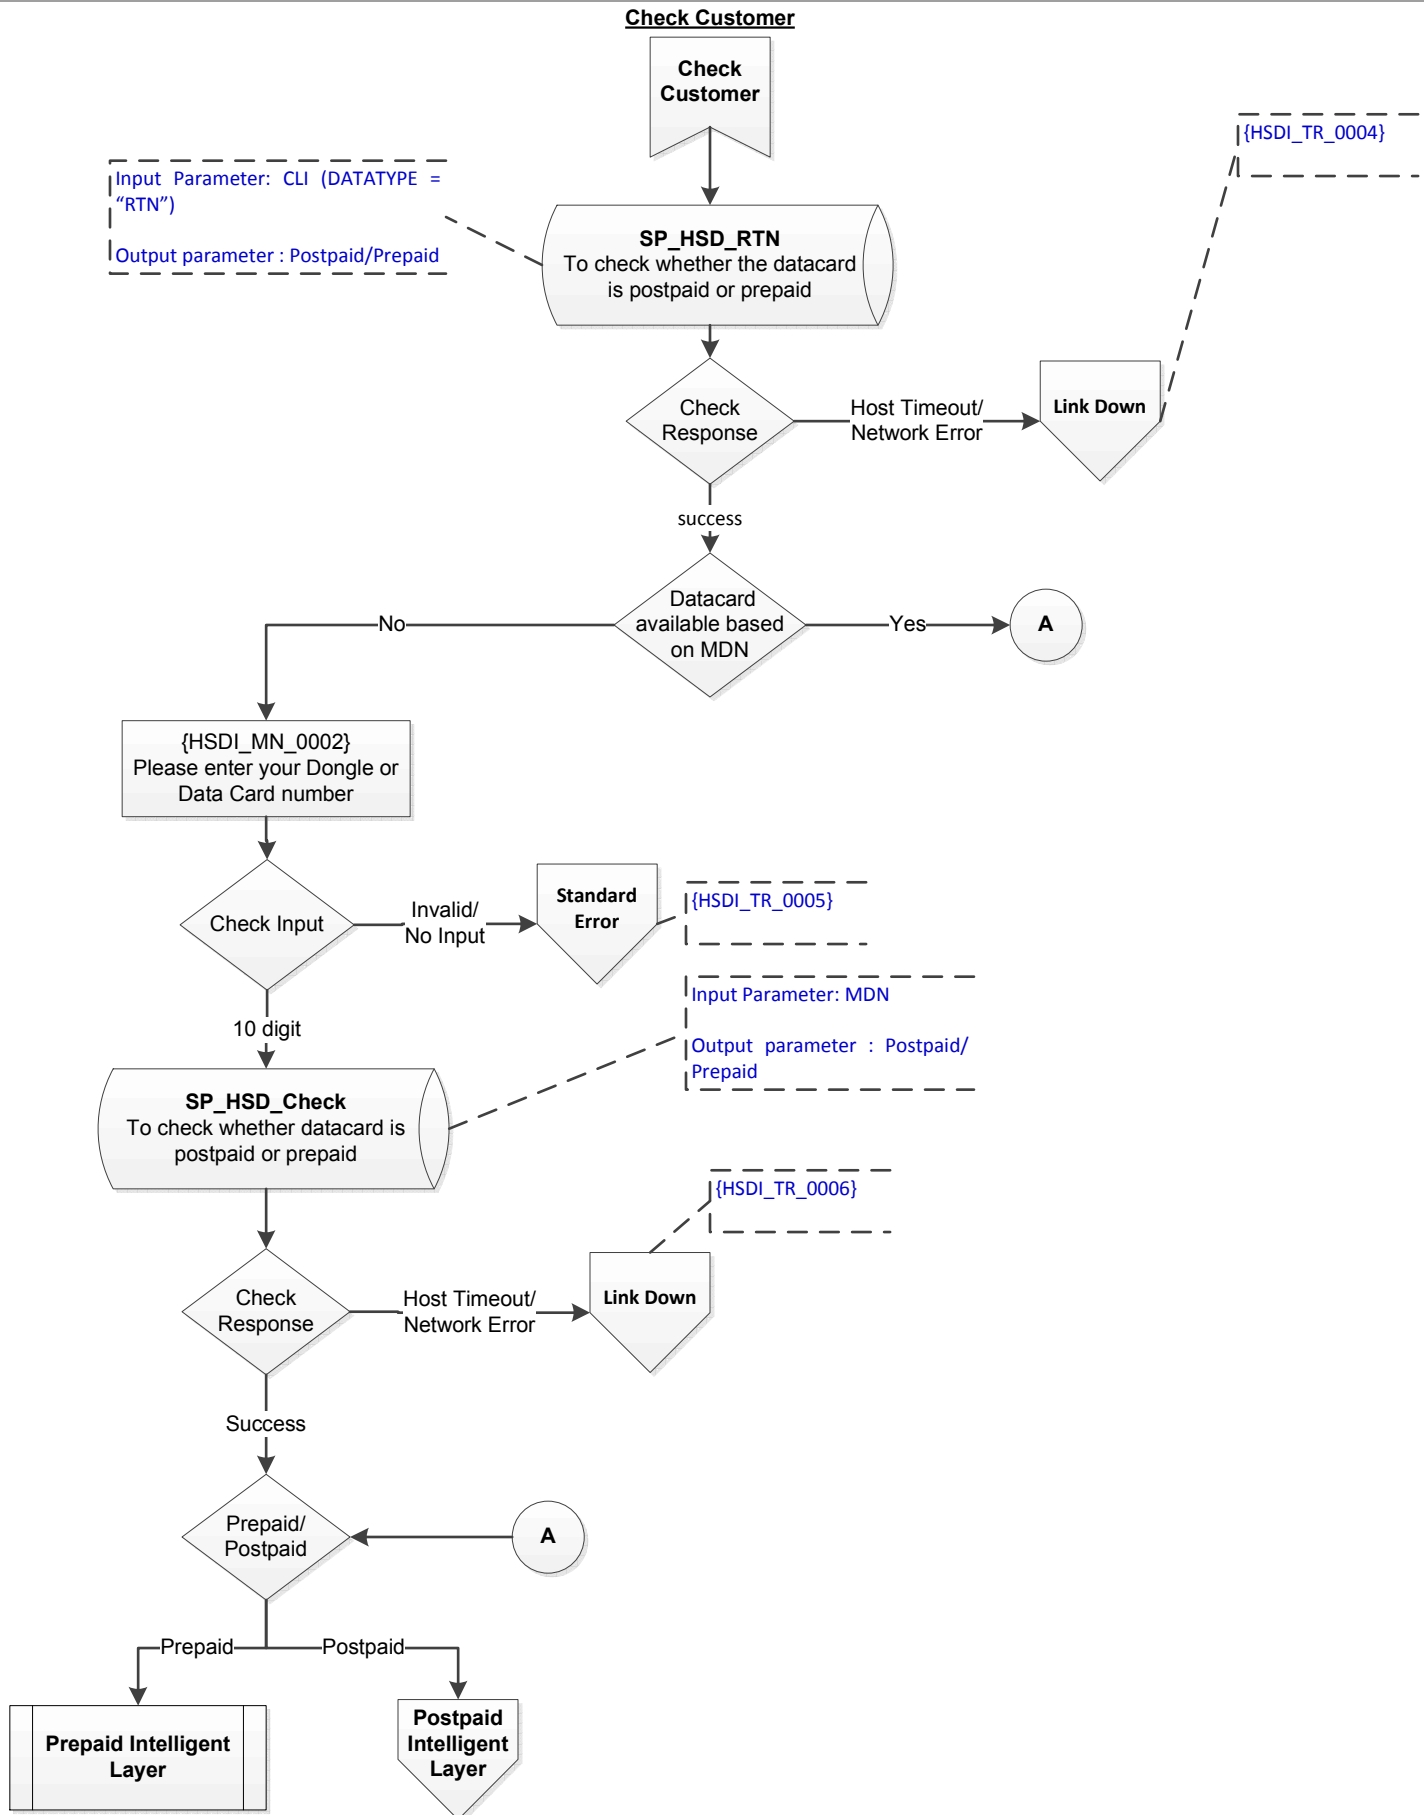 Check Customer
Check
Customer
{HSDI_TR_0004}
Input Parameter: CLI (DATATYPE =
“RTN”)
Output parameter : Postpaid/Prepaid
SP_HSD_RTN
To check whether the datacard
is postpaid or prepaid
Check
Response
Host Timeout/
Network Error
Link Down
success
Datacard
available based
on MDN
No
Yes
A
{HSDI_MN_0002}
Please enter your Dongle or
Data Card number
Check Input
Invalid/
No Input
Standard
Error
{HSDI_TR_0005}
Input Parameter: MDN
Output parameter : Postpaid/
Prepaid
10 digit
SP_HSD_Check
To check whether datacard is
postpaid or prepaid
{HSDI_TR_0006}
Check
Response
Host Timeout/
Network Error
Link Down
Success
Prepaid/
Postpaid
A
Prepaid
Postpaid
Prepaid Intelligent
Layer
Postpaid
Intelligent
Layer